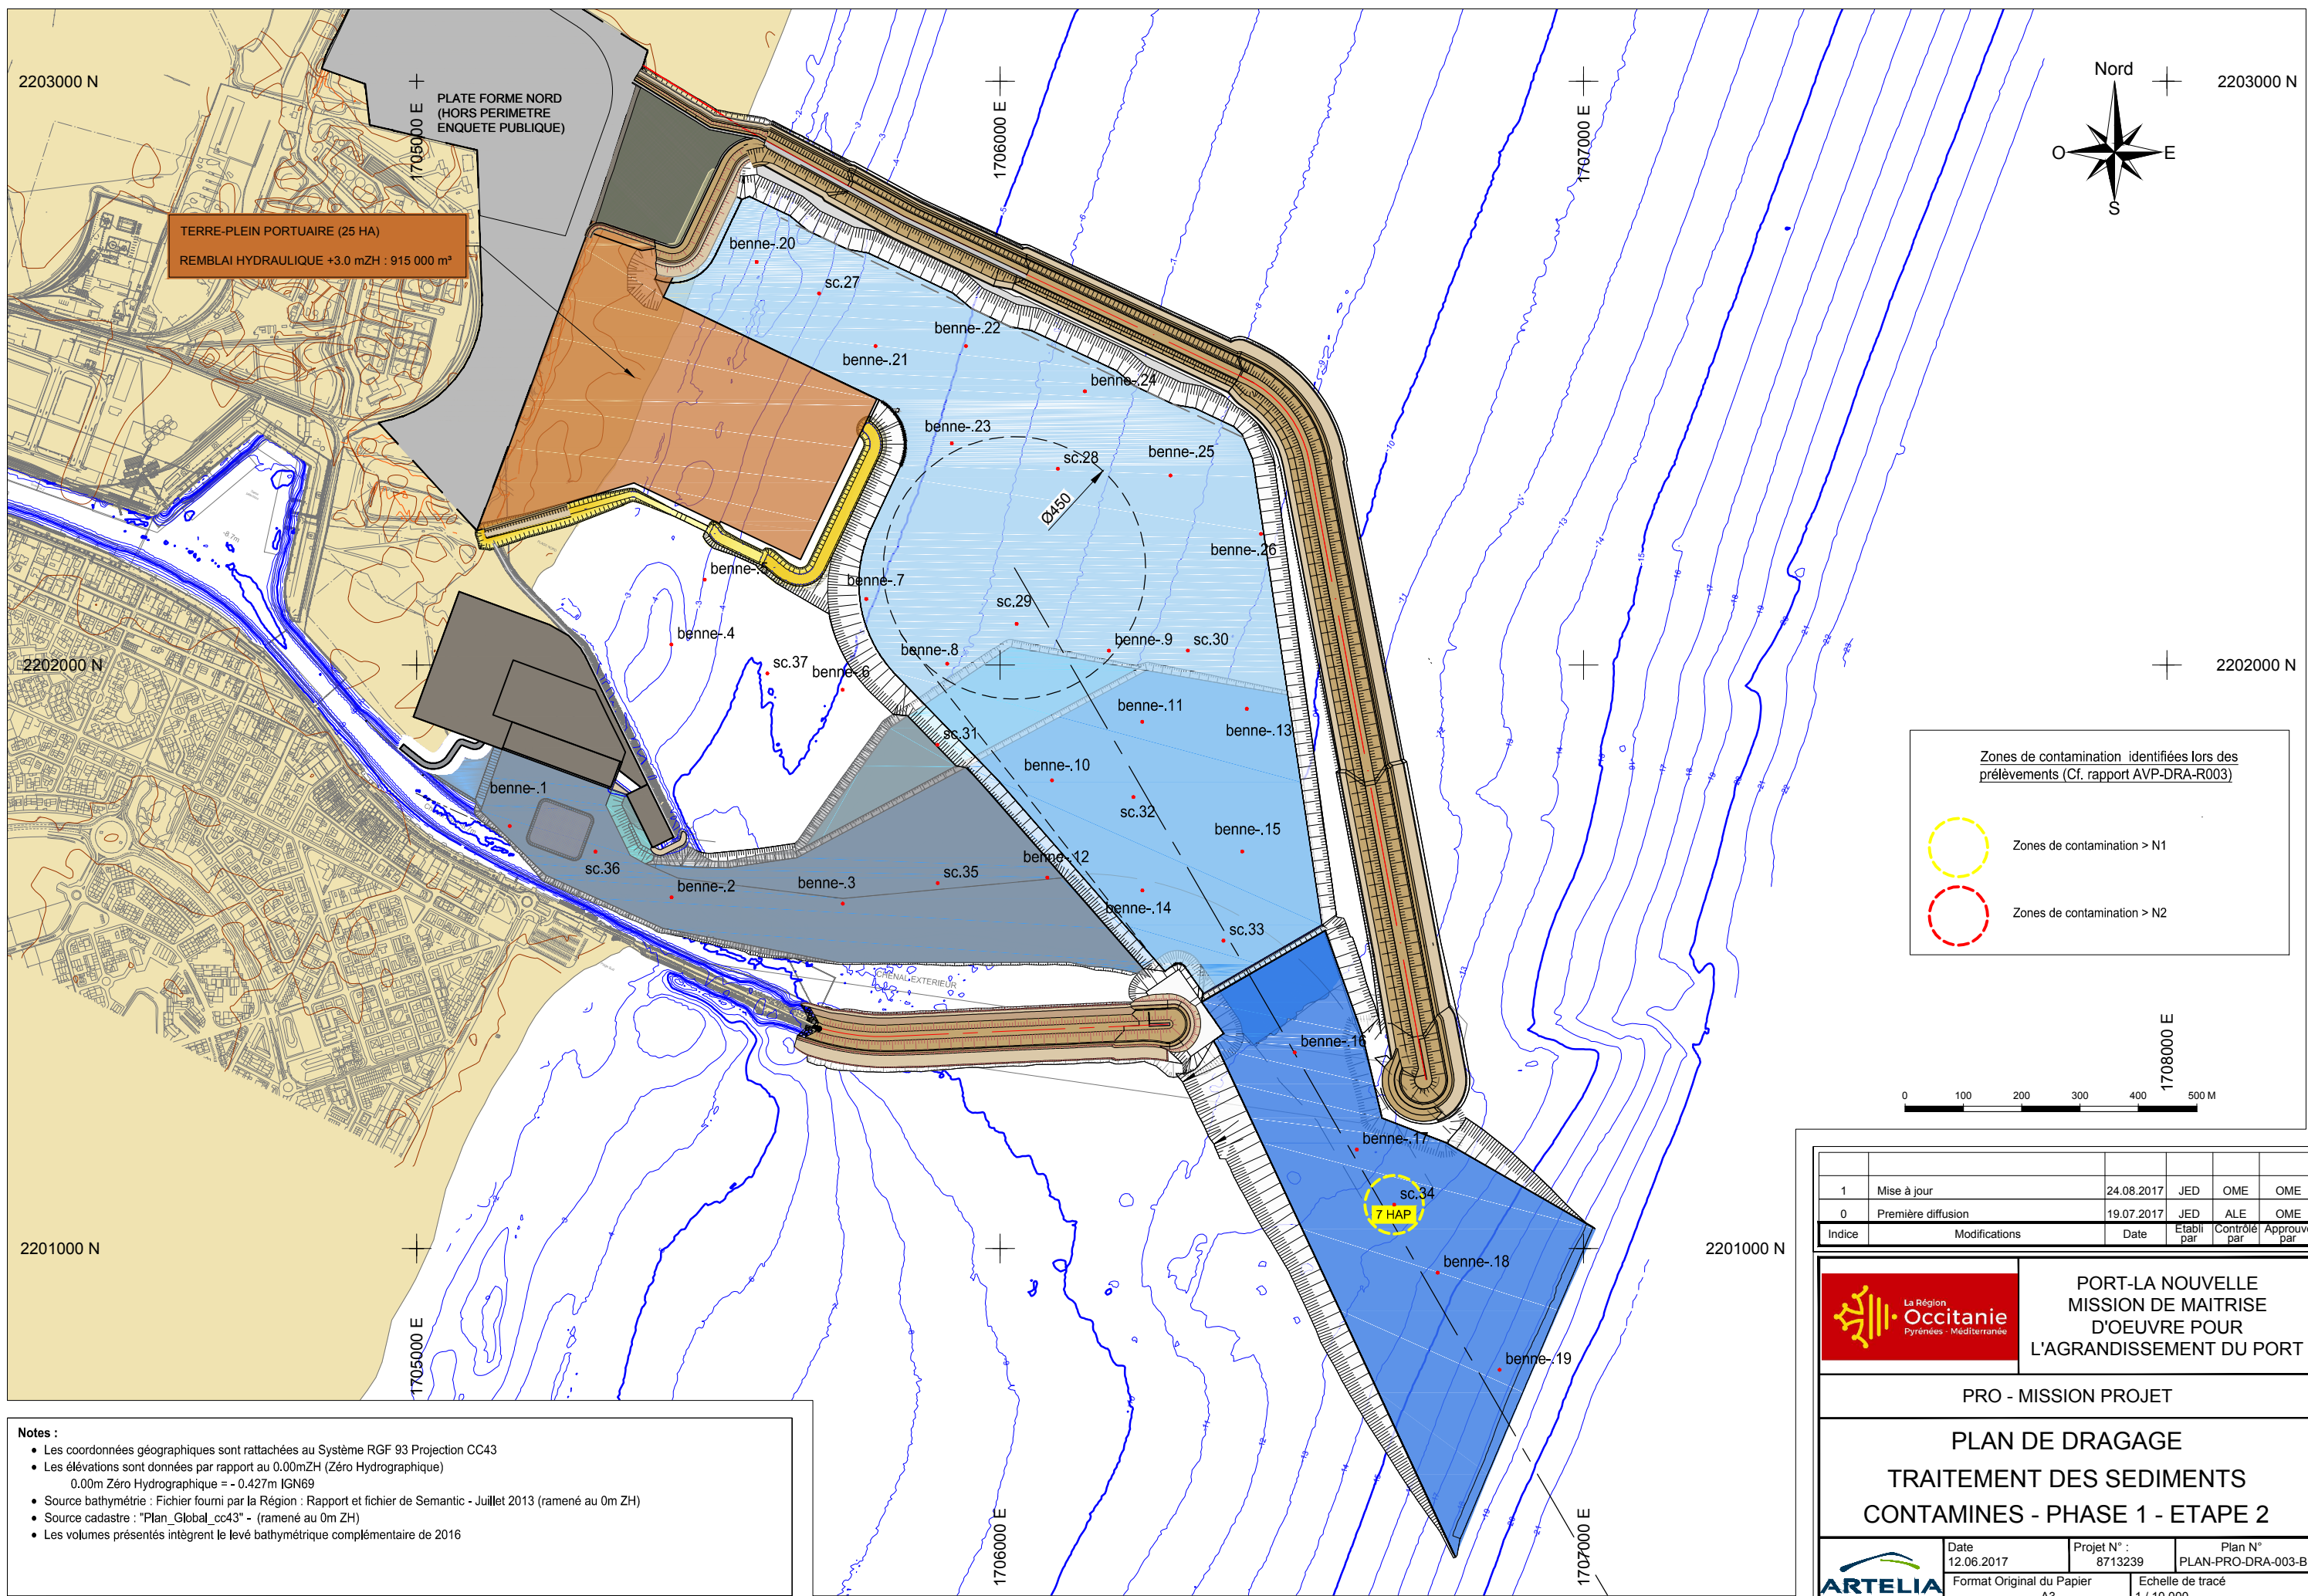 2203000 N
1705000 E
PLATE FORME NORD
(HORS PERIMETRE
ENQUETE PUBLIQUE)
1706000 E
1707000 E
Nord
O
E
S
2203000 N
TERRE-PLEIN PORTUAIRE (25 HA)
REMBLAI HYDRAULIQUE +3.0 mZH : 915 000 m³
benne-.20
sc.27
benne-.22
benne-.21
benne-.24
benne-.23
sc.28
benne-.25
Ø450
benne-.26
benne-.5
benne-.7
sc.29
benne-.4
benne-.9
sc.30
benne-.8
2202000 N
sc.37
benne-.6
2202000 N
benne-.11
benne-.13
sc.31
benne-.10
benne-.1
sc.32
benne-.15
sc.36
benne-.2
benne-.3
sc.35
benne-.12
benne-.14
sc.33
CHENAL EXTERIEUR
benne-.16
benne-.17
sc.34
7 HAP
benne-.18
benne-.19
Zones de contamination identifiées lors des
prélèvements (Cf. rapport AVP-DRA-R003)
Zones de contamination > N1
Zones de contamination > N2
1708000 E
0 100 200 300 400 500 M
2201000 N
2201000 N
1705000 E
1706000 E
1707000 E
1 Mise à jour 24.08.2017 JED OME OME
0 Première diffusion 19.07.2017 JED ALE OME
Indice Modifications Date Etabli par Contrôlé par Approuvé par
La Région
Occitanie
Pyrénées - Méditerranée
PORT-LA NOUVELLE
MISSION DE MAITRISE
D'OEUVRE POUR
L'AGRANDISSEMENT DU PORT
PRO - MISSION PROJET
PLAN DE DRAGAGE
TRAITEMENT DES SEDIMENTS
CONTAMINES - PHASE 1 - ETAPE 2
ARTELIA
Date
12.06.2017
Projet N° :
8713239
Plan N°
PLAN-PRO-DRA-003-B
Format Original du Papier
A3
Echelle de tracé
1 / 10 000
Notes :
• Les coordonnées géographiques sont rattachées au Système RGF 93 Projection CC43
• Les élévations sont données par rapport au 0.00mZH (Zéro Hydrographique)
0.00m Zéro Hydrographique = - 0.427m IGN69
• Source bathymétrie : Fichier fourni par la Région : Rapport et fichier de Semantic - Juillet 2013 (ramené au 0m ZH)
• Source cadastre : "Plan_Global_cc43" - (ramené au 0m ZH)
• Les volumes présentés intègrent le levé bathymétrique complémentaire de 2016